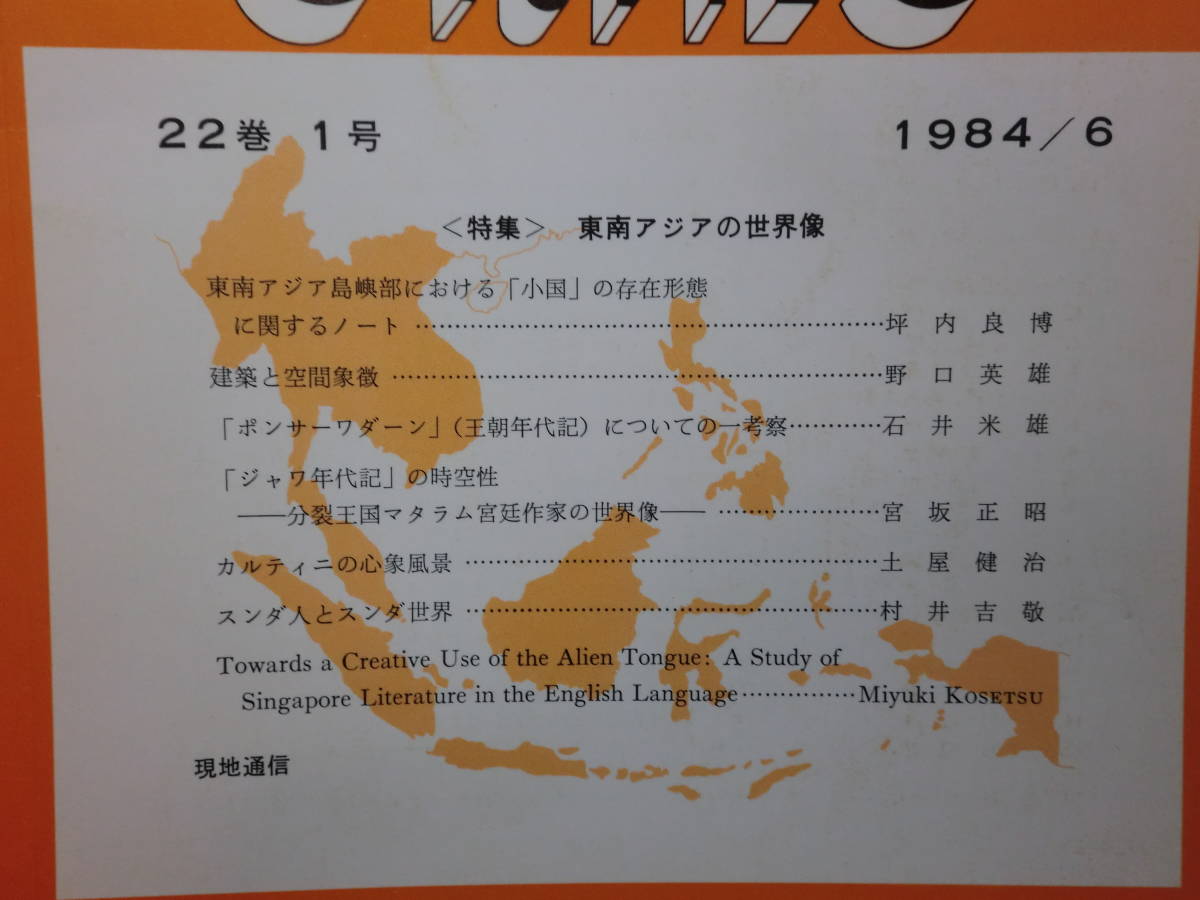 22巻 1号 1984/6
<特集> 東南アジアの世界像
東南アジア島嶼部における「小国」の存在形態
に関するノート…………………………………………………坪内良博
建築と空間象徴……………………………………………………野口英雄
「ポンサーワダーン」(王朝年代記)についての一考察…………石井米雄
「ジャワ年代記」の時空性
——分裂王国マタラム宮廷作家の世界像——…………………宮坂正昭
カルティニの心象風景……………………………………………土屋健治
スンダ人とスンダ世界……………………………………………村井吉敬
Towards a Creative Use of the Alien Tongue: A Study of
Singapore Literature in the English Language……………Miyuki KOSETSU
現地通信